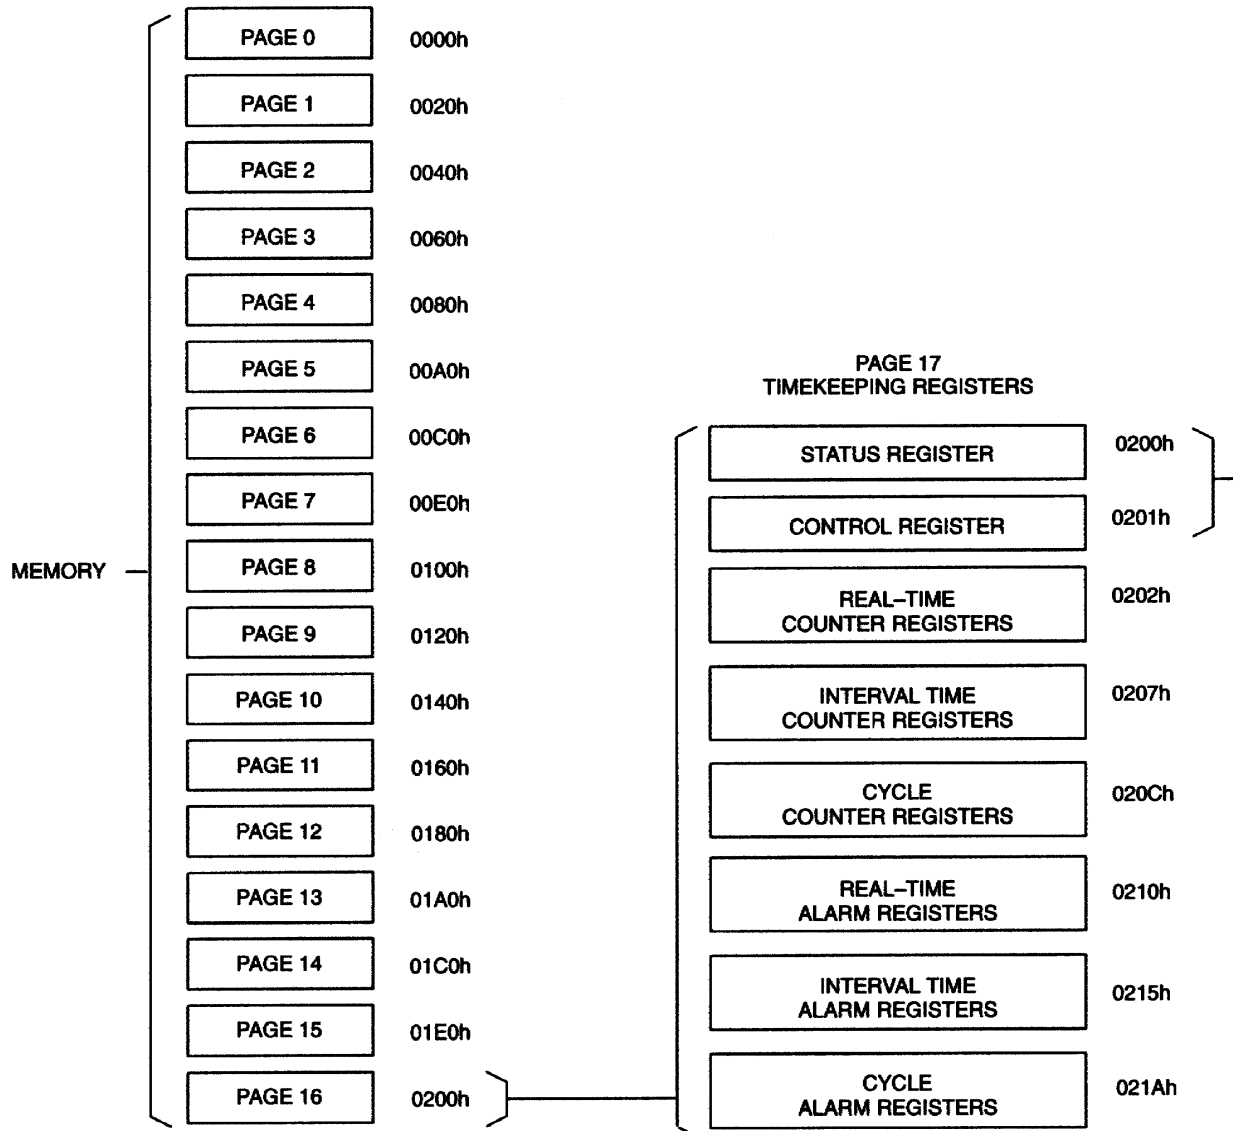 PAGE 0 0000h
PAGE 1 0020h
PAGE 2 0040h
PAGE 3 0060h
PAGE 4 0080h
PAGE 5 00A0h
PAGE 6 00C0h
PAGE 7 00E0h
MEMORY
PAGE 8 0100h
PAGE 9 0120h
PAGE 10 0140h
PAGE 11 0160h
PAGE 12 0180h
PAGE 13 01A0h
PAGE 14 01C0h
PAGE 15 01E0h
PAGE 16 0200h
PAGE 17
TIMEKEEPING REGISTERS
STATUS REGISTER 0200h
CONTROL REGISTER 0201h
REAL–TIME 0202h
COUNTER REGISTERS
INTERVAL TIME 0207h
COUNTER REGISTERS
CYCLE 020Ch
COUNTER REGISTERS
REAL–TIME 0210h
ALARM REGISTERS
INTERVAL TIME 0215h
ALARM REGISTERS
CYCLE 021Ah
ALARM REGISTERS